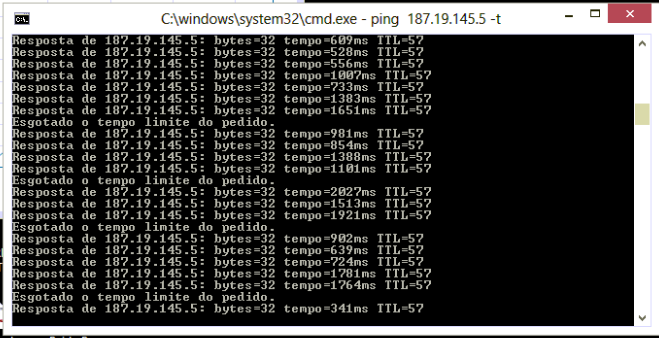 C:\windows\system32\cmd.exe - ping 187.19.145.5 -t
Resposta de 187.19.145.5: bytes=32 tempo=609ms TTL=57
Resposta de 187.19.145.5: bytes=32 tempo=528ms TTL=57
Resposta de 187.19.145.5: bytes=32 tempo=556ms TTL=57
Resposta de 187.19.145.5: bytes=32 tempo=1007ms TTL=57
Resposta de 187.19.145.5: bytes=32 tempo=733ms TTL=57
Resposta de 187.19.145.5: bytes=32 tempo=1383ms TTL=57
Resposta de 187.19.145.5: bytes=32 tempo=1651ms TTL=57
Esgotado o tempo limite do pedido.
Resposta de 187.19.145.5: bytes=32 tempo=981ms TTL=57
Resposta de 187.19.145.5: bytes=32 tempo=854ms TTL=57
Resposta de 187.19.145.5: bytes=32 tempo=1388ms TTL=57
Resposta de 187.19.145.5: bytes=32 tempo=1101ms TTL=57
Esgotado o tempo limite do pedido.
Resposta de 187.19.145.5: bytes=32 tempo=2027ms TTL=57
Resposta de 187.19.145.5: bytes=32 tempo=1513ms TTL=57
Resposta de 187.19.145.5: bytes=32 tempo=1921ms TTL=57
Esgotado o tempo limite do pedido.
Resposta de 187.19.145.5: bytes=32 tempo=902ms TTL=57
Resposta de 187.19.145.5: bytes=32 tempo=639ms TTL=57
Resposta de 187.19.145.5: bytes=32 tempo=724ms TTL=57
Resposta de 187.19.145.5: bytes=32 tempo=1781ms TTL=57
Resposta de 187.19.145.5: bytes=32 tempo=1764ms TTL=57
Esgotado o tempo limite do pedido.
Resposta de 187.19.145.5: bytes=32 tempo=341ms TTL=57